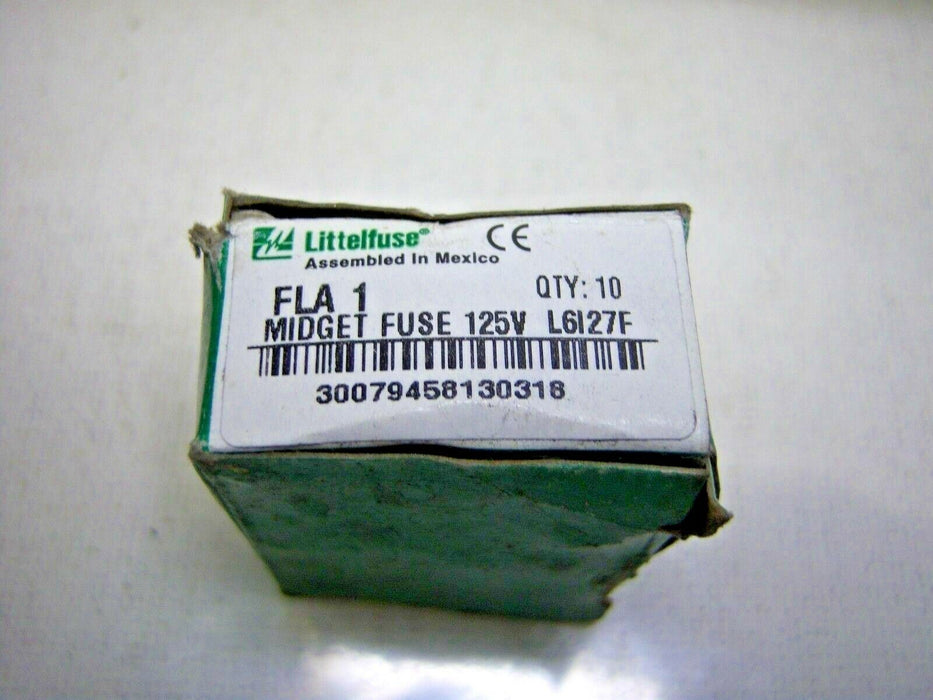 Littelfuse® CE
Assembled In Mexico
FLA 1 QTY: 10
MIDGET FUSE 125V L6I27F
30079458130318